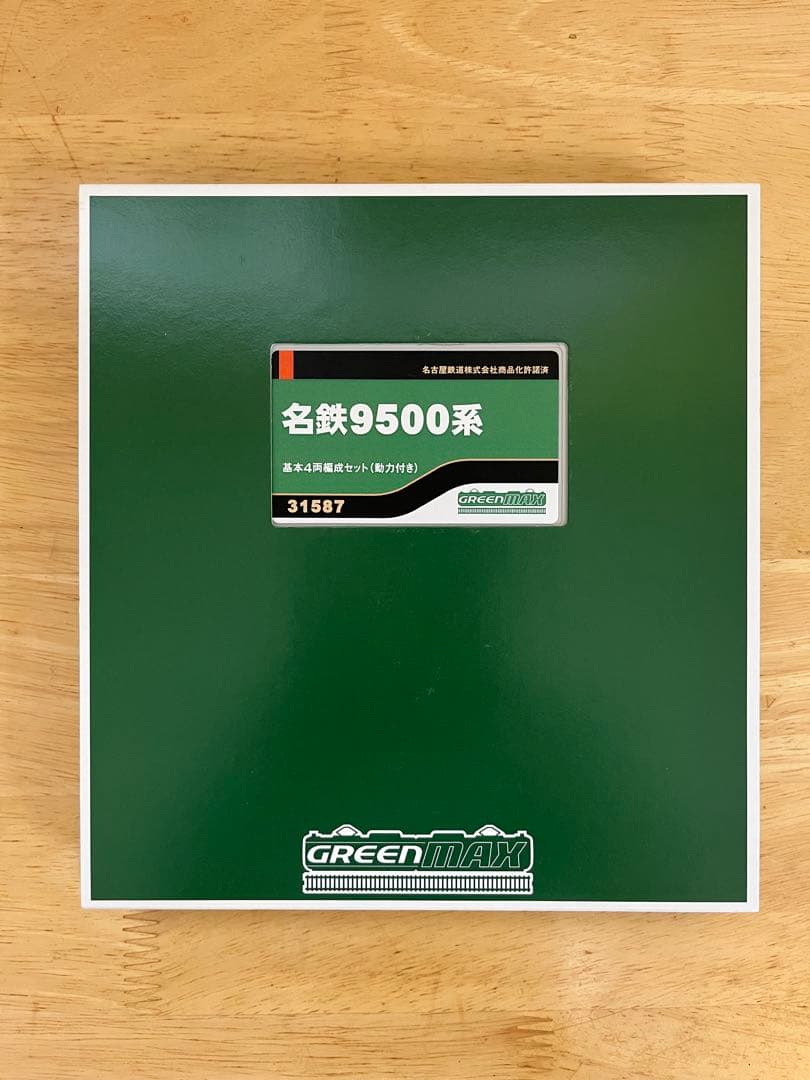 名古屋鉄道株式会社商品化許諾済
名鉄9500系
基本4両編成セット(動力付き)
31587
GREENMAX
GREENMAX